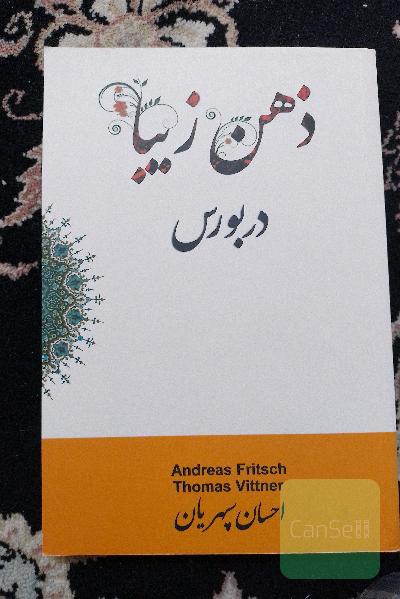 ذهن زیبا
در بورس
Andreas Fritsch
Thomas Vittner
احسان سپهریان
CanSell